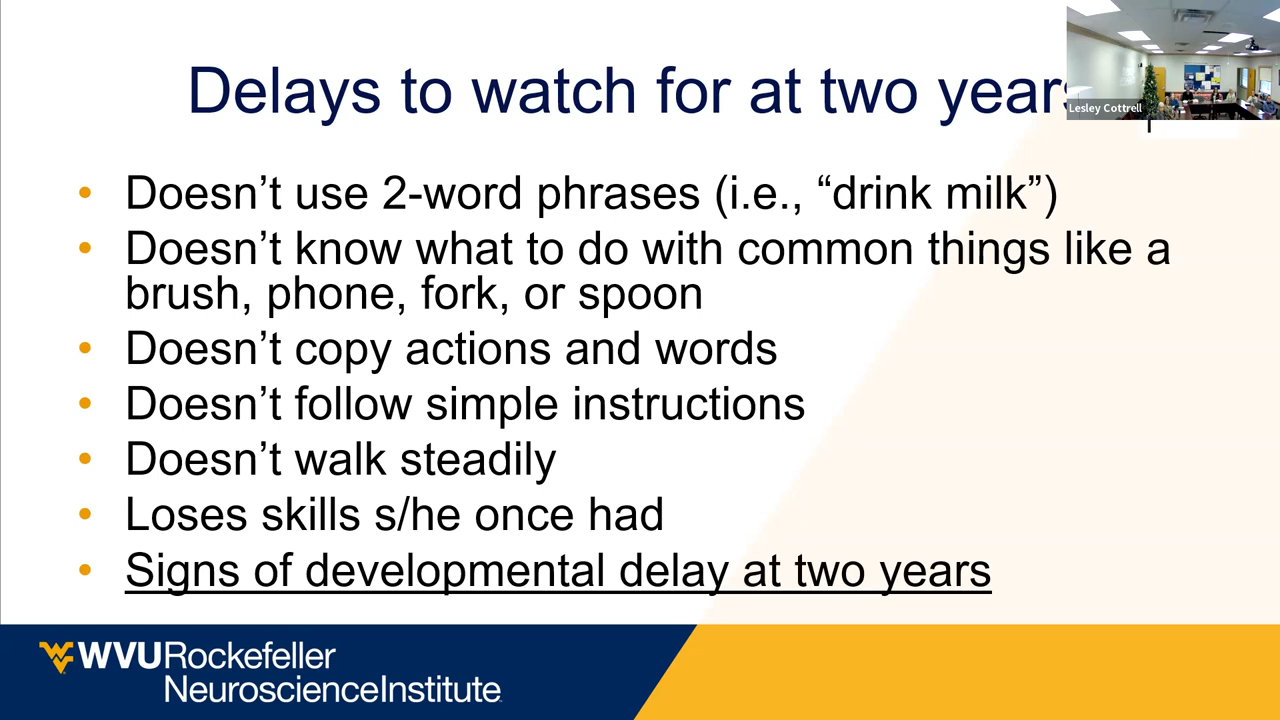 Delays to watch for at two years
Lesley Cottrell
• Doesn’t use 2-word phrases (i.e., “drink milk”)
• Doesn’t know what to do with common things like a
brush, phone, fork, or spoon
• Doesn’t copy actions and words
• Doesn’t follow simple instructions
• Doesn’t walk steadily
• Loses skills s/he once had
• Signs of developmental delay at two years
WVU Rockefeller
NeuroscienceInstitute